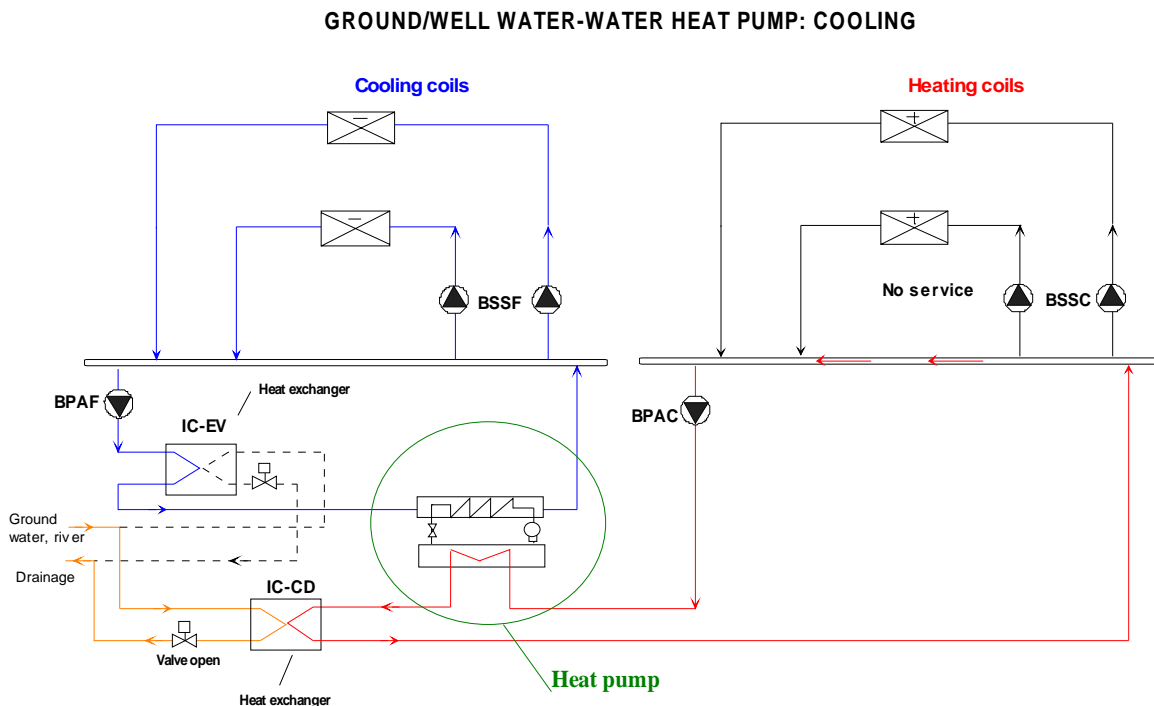 GROUND/WELL WATER-WATER HEAT PUMP: COOLING
Cooling coils
Heating coils
−
+
−
+
No service
BSSF
BSSC
Heat exchanger
BPAF
BPAC
IC-EV
Ground
water, river
Drainage
IC-CD
Valve open
Heat pump
Heat exchanger